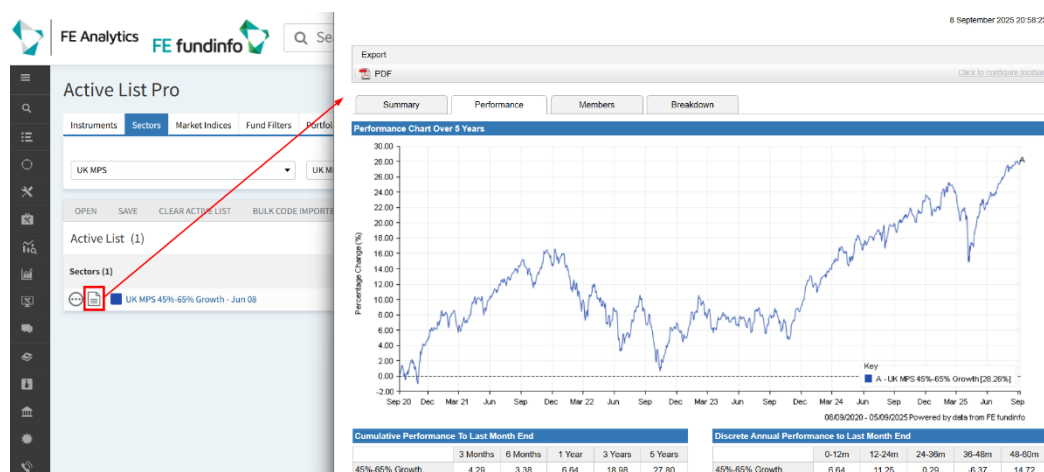 8 September 2025 20:58:2
FE Analytics
FE fundinfo
Se
Export
PDF
Click to configure toolba
Active List Pro
Summary
Performance
Members
Breakdown
Instruments
Sectors
Market Indices
Fund Filters
Portfol
Performance Chart Over 5 Years
UK MPS
UK M
OPEN
SAVE
CLEAR ACTIVE LIST
BULK CODE IMPORTE
Active List (1)
Sectors (1)
UK MPS 45%-65% Growth - Jun 08
Percentage Change (%)
30.00
28.00
26.00
24.00
22.00
20.00
18.00
16.00
14.00
12.00
10.00
8.00
6.00
4.00
2.00
0.00
-2.00
A
Key
A - UK MPS 45%-65% Growth [28.26%]
Sep 20 Dec Mar 21 Jun Sep Dec Mar 22 Jun Sep Dec Mar 23 Jun Sep Dec Mar 24 Jun Sep Dec Mar 25 Jun Sep
08/09/2020 - 05/09/2025 Powered by data from FE fundinfo
Cumulative Performance To Last Month End
3 Months 6 Months 1 Year 3 Years 5 Years
45%-65% Growth 4.29 3.38 6.64 18.98 27.80
Discrete Annual Performance to Last Month End
0-12m 12-24m 24-36m 36-48m 48-60m
45%-65% Growth 6.64 11.25 0.29 -6.37 14.72